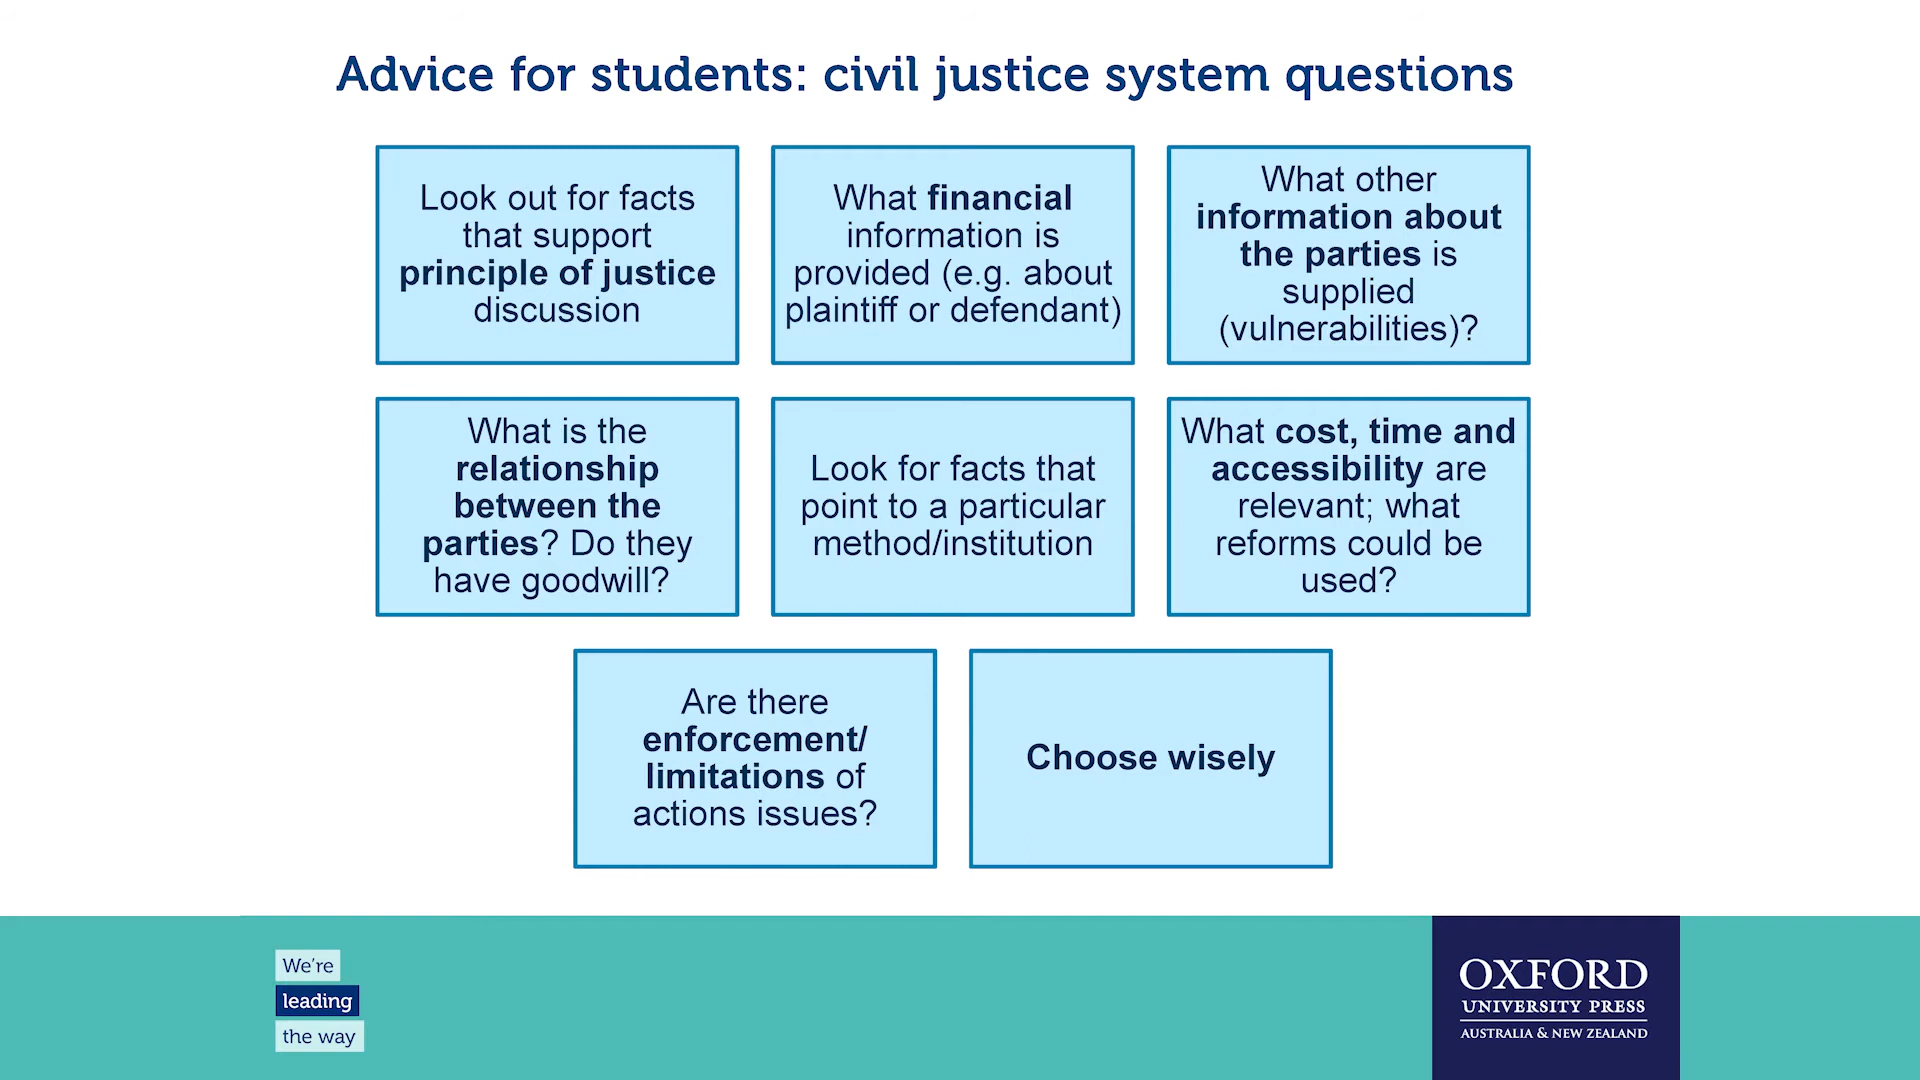 Advice for students: civil justice system questions
Look out for facts
that support
principle of justice
discussion
What financial
information is
provided (e.g. about
plaintiff or defendant)
What other
information about
the parties is
supplied
(vulnerabilities)?
What is the
relationship
between the
parties? Do they
have goodwill?
Look for facts that
point to a particular
method/institution
What cost, time and
accessibility are
relevant; what
reforms could be
used?
Are there
enforcement/
limitations of
actions issues?
Choose wisely
We're
leading
the way
OXFORD
UNIVERSITY PRESS
AUSTRALIA & NEW ZEALAND